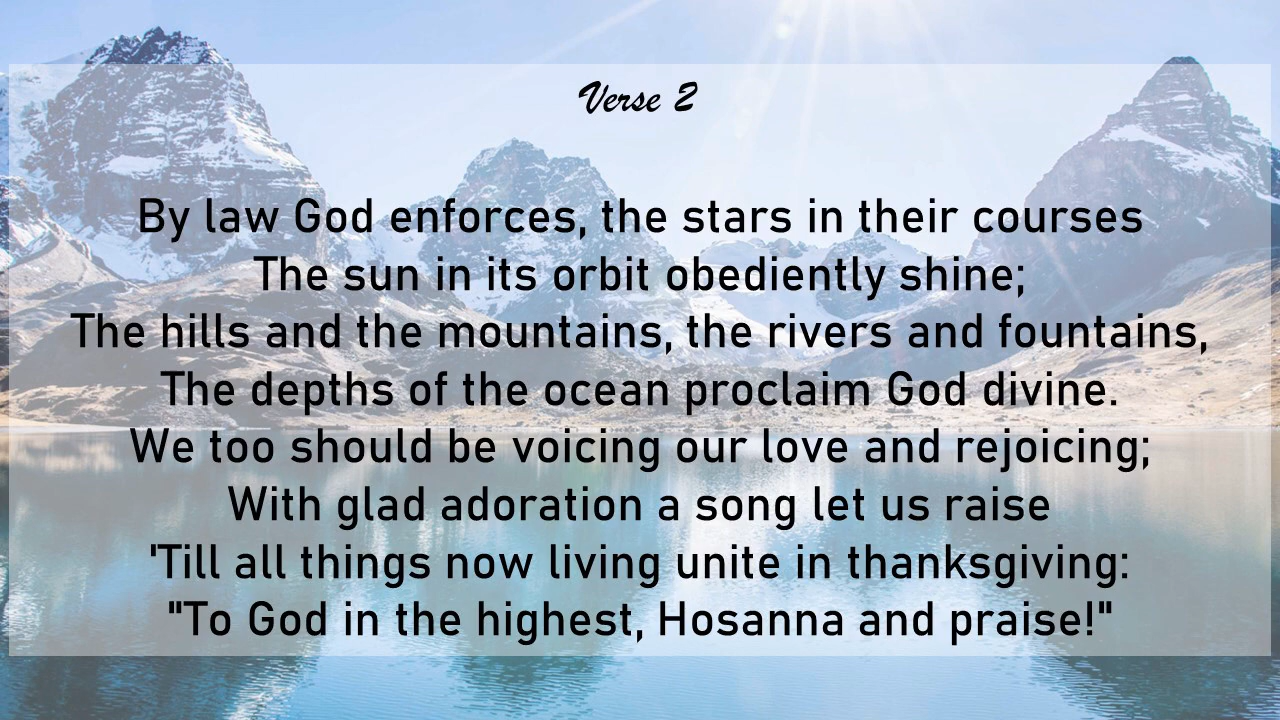 Verse 2
By law God enforces, the stars in their courses
The sun in its orbit obediently shine;
The hills and the mountains, the rivers and fountains,
The depths of the ocean proclaim God divine.
We too should be voicing our love and rejoicing;
With glad adoration a song let us raise
'Till all things now living unite in thanksgiving:
"To God in the highest, Hosanna and praise!"